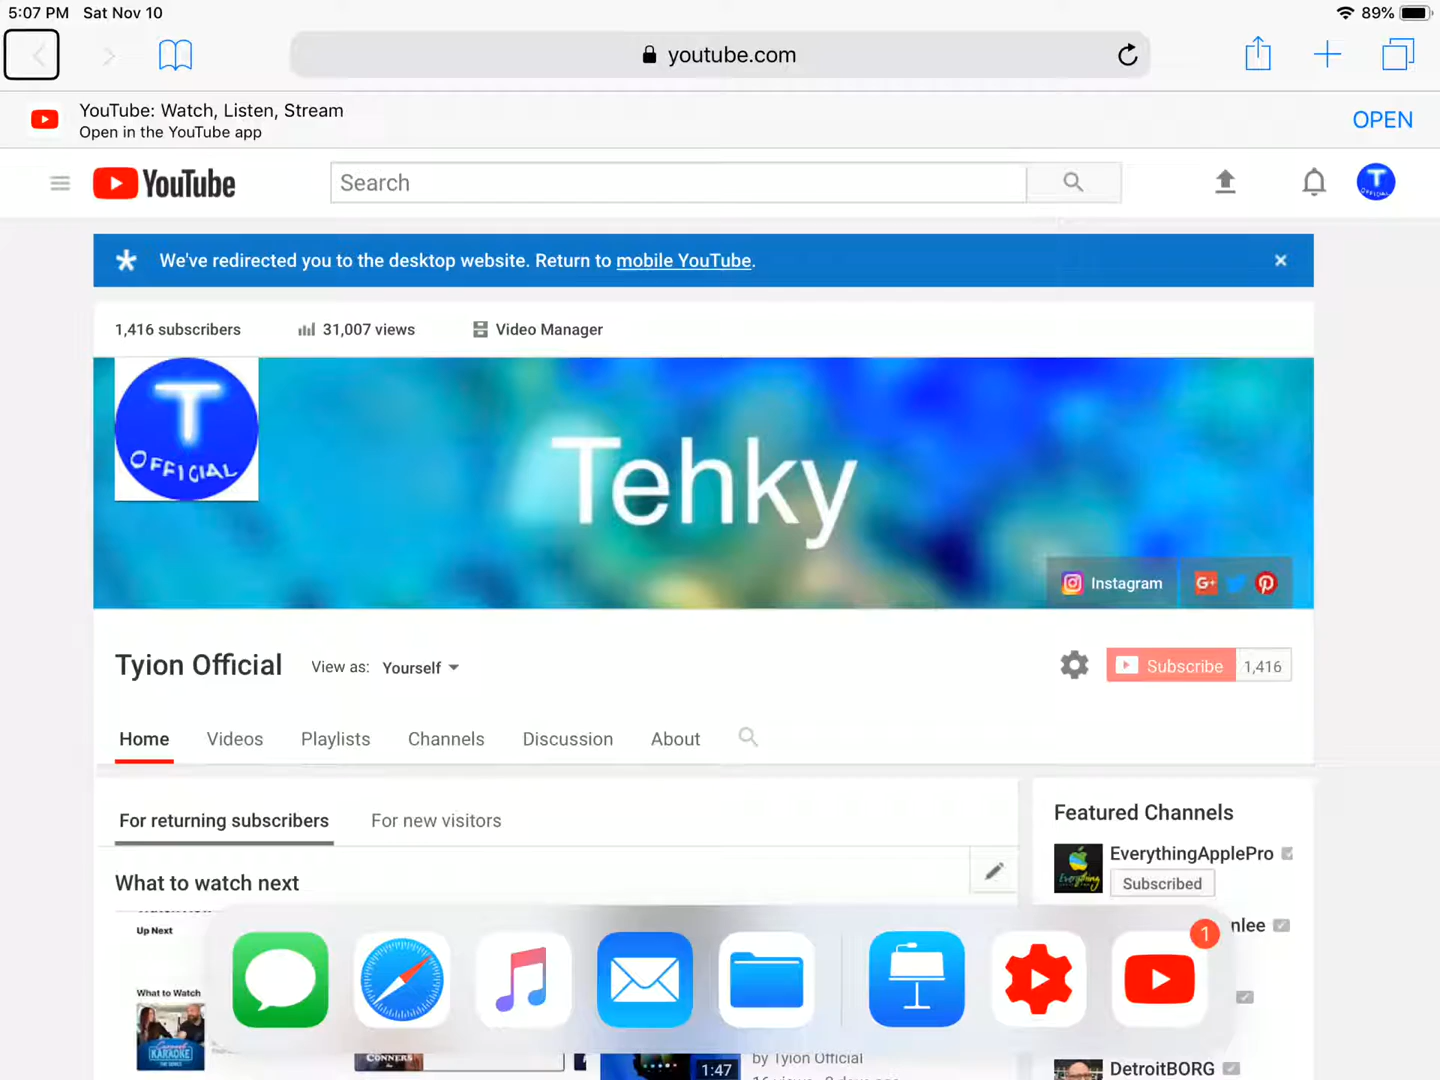 5:07 PM Sat Nov 10
89%
youtube.com
YouTube: Watch, Listen, Stream
Open in the YouTube app
OPEN
YouTube
Search
T
OFFICIAL
We've redirected you to the desktop website. Return to mobile YouTube.
1,416 subscribers
31,007 views
Video Manager
T
OFFICIAL
Tehky
Instagram
G+
Tyion Official
View as: Yourself
Subscribe 1,416
Home
Videos
Playlists
Channels
Discussion
About
For returning subscribers
For new visitors
What to watch next
Featured Channels
EverythingApplePro
Everything
Subscribed
nlee
Up Next
1
What to Watch
KARAOKE
CONNERS
1:47
by Tyion Official
DetroitBORG